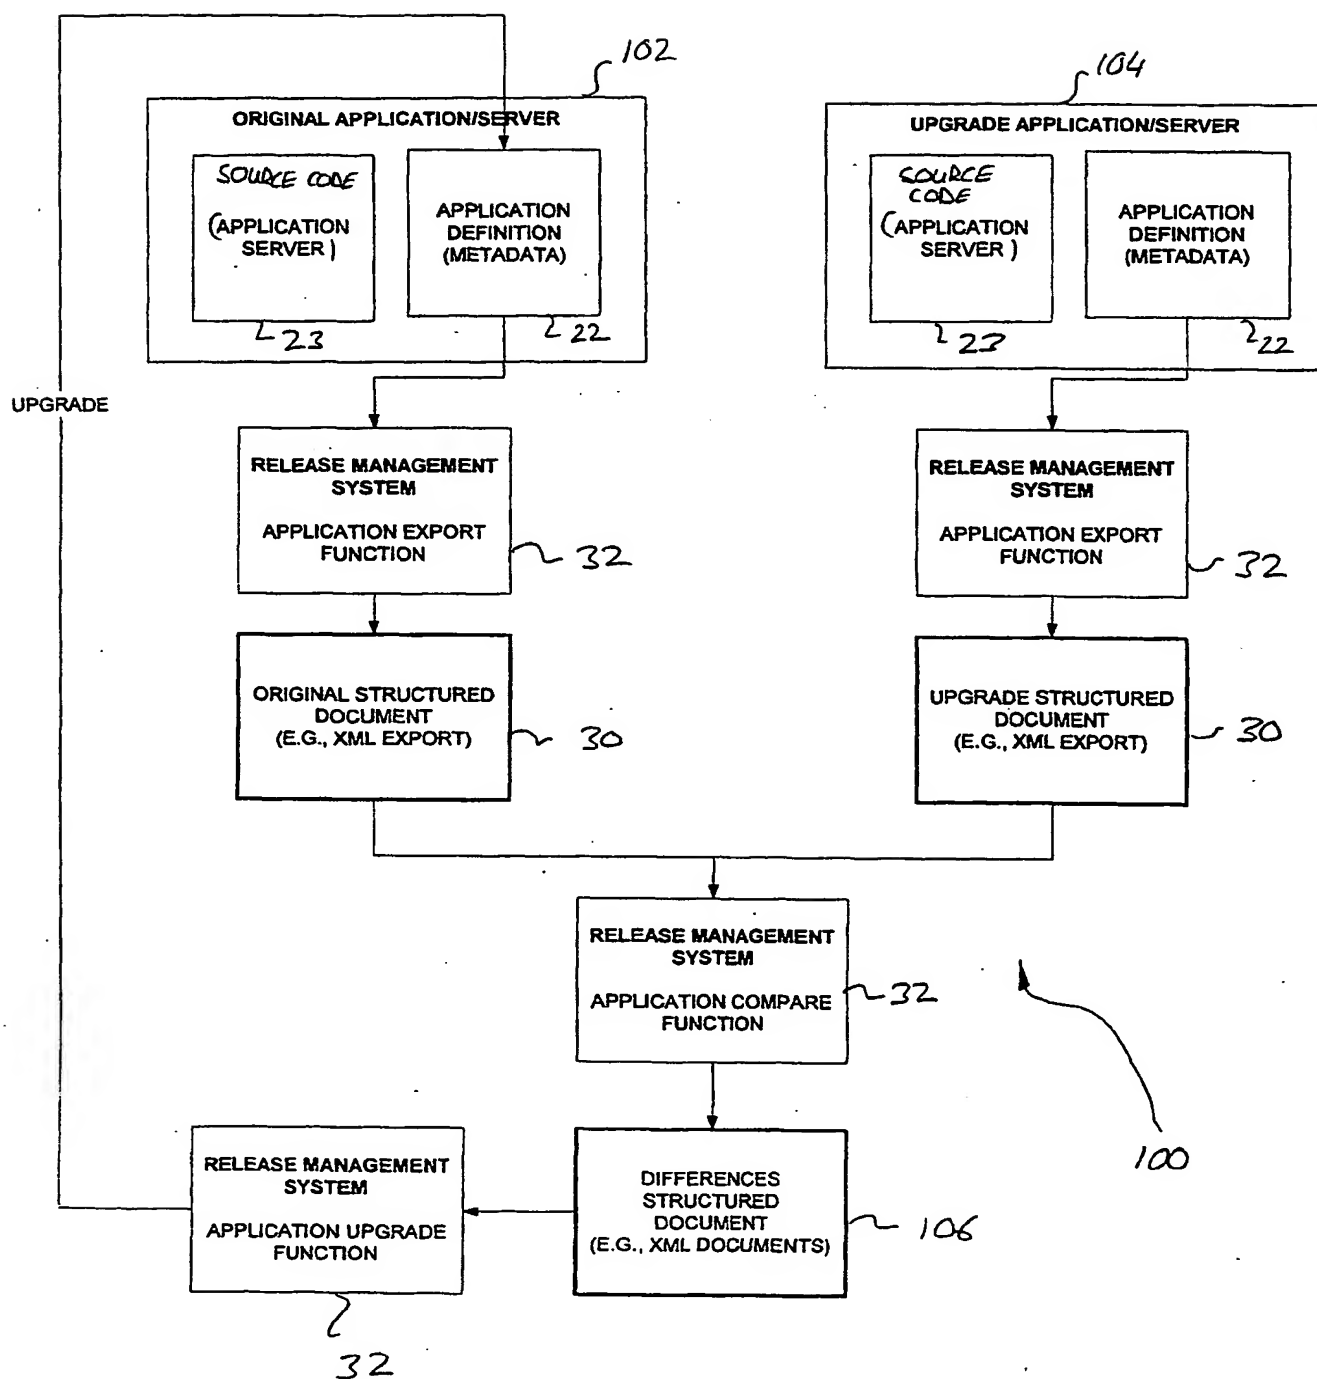 102
104
ORIGINAL APPLICATION/SERVER
SOURCE CODE
(APPLICATION
SERVER)
23
APPLICATION
DEFINITION
(METADATA)
22
UPGRADE APPLICATION/SERVER
SOURCE
CODE
(APPLICATION
SERVER)
23
APPLICATION
DEFINITION
(METADATA)
22
UPGRADE
RELEASE MANAGEMENT
SYSTEM
APPLICATION EXPORT
FUNCTION
32
RELEASE MANAGEMENT
SYSTEM
APPLICATION EXPORT
FUNCTION
32
ORIGINAL STRUCTURED
DOCUMENT
(E.G., XML EXPORT)
30
UPGRADE STRUCTURED
DOCUMENT
(E.G., XML EXPORT)
30
RELEASE MANAGEMENT
SYSTEM
APPLICATION COMPARE
FUNCTION
32
100
RELEASE MANAGEMENT
SYSTEM
APPLICATION UPGRADE
FUNCTION
32
DIFFERENCES
STRUCTURED
DOCUMENT
(E.G., XML DOCUMENTS)
106